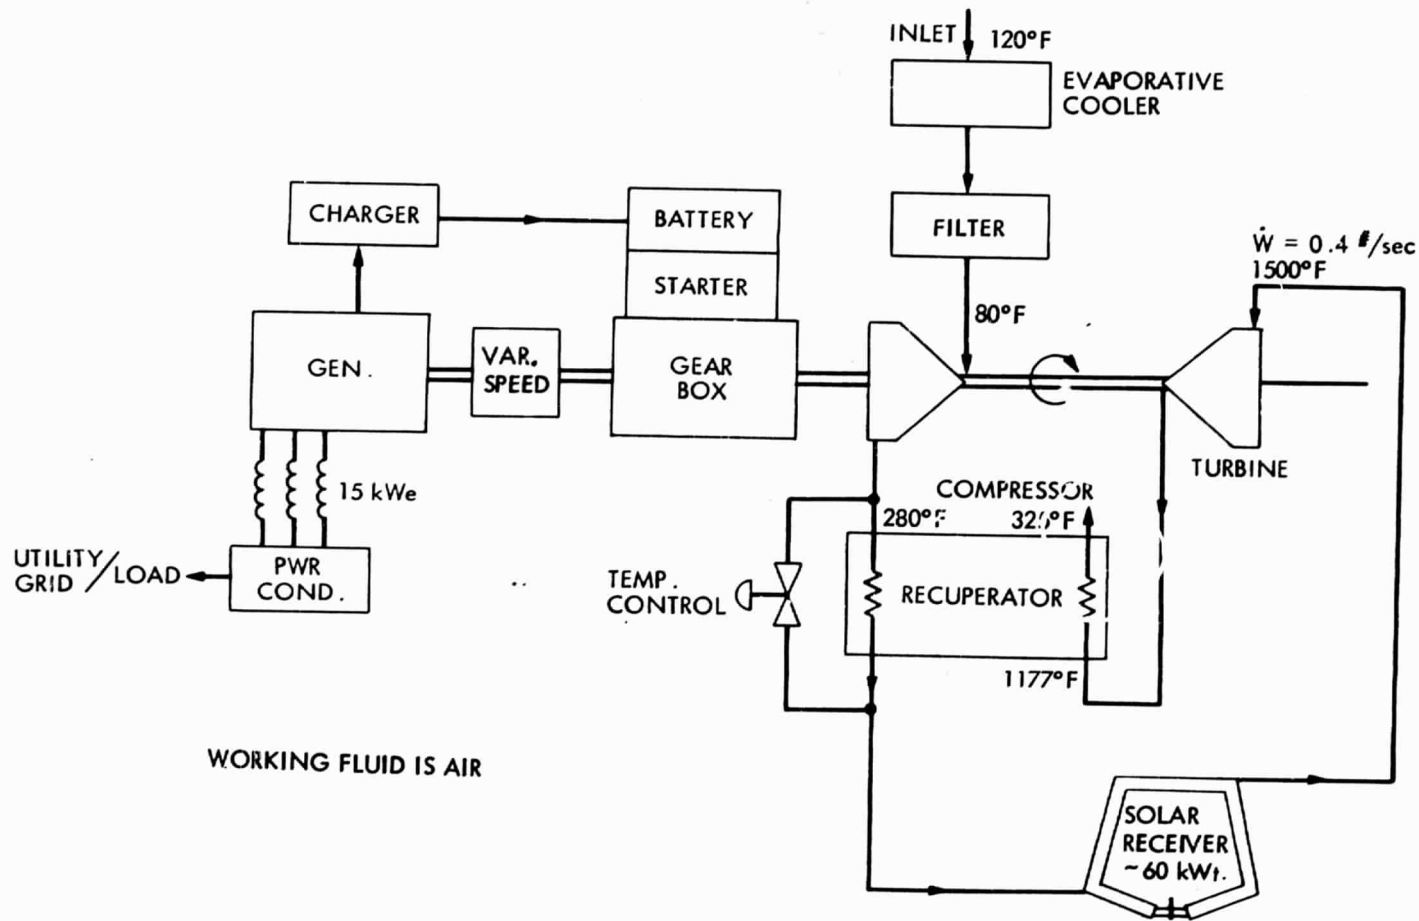 INLET 120°F
EVAPORATIVE
COOLER
CHARGER
BATTERY
FILTER
STARTER
Ẇ = 0.4 #/sec
1500°F
80°F
GEN.
VAR.
SPEED
GEAR
BOX
TURBINE
15 kWe
COMPRESSOR
280°F
UTILITY
GRID / LOAD
PWR
COND.
TEMP.
CONTROL
RECUPERATOR
1177°F
WORKING FLUID IS AIR
SOLAR
RECEIVER
~60 kWt.